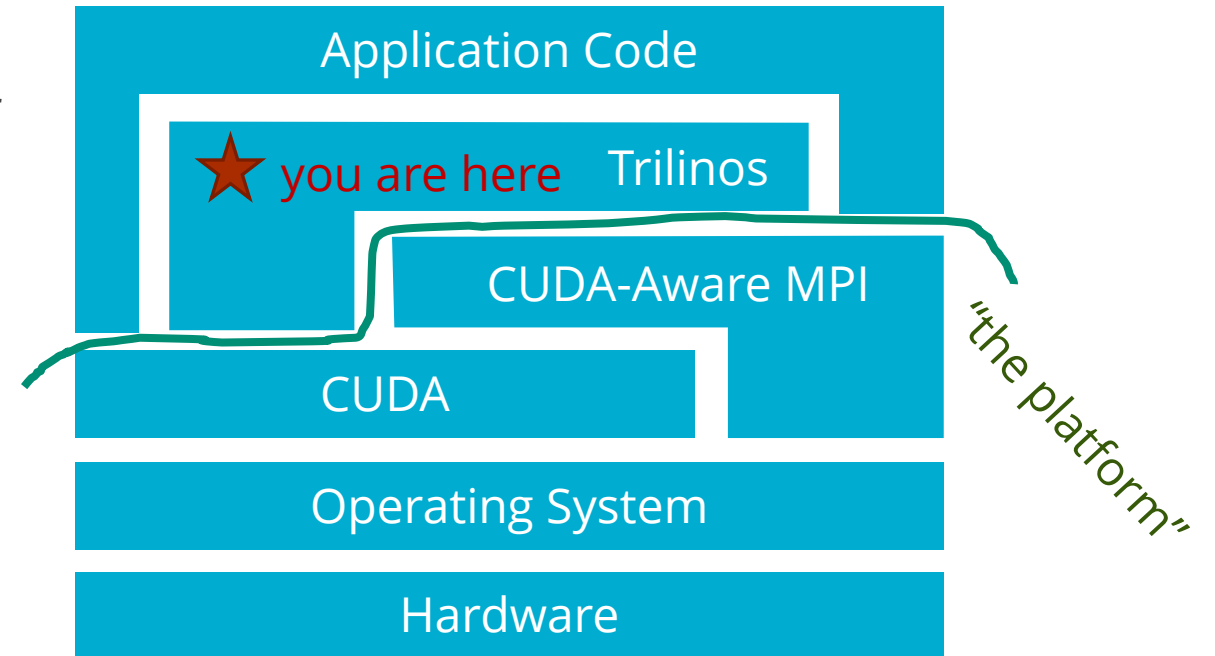 Application Code
you are here Trilinos
CUDA-Aware MPI
"the platform"
CUDA
Operating System
Hardware